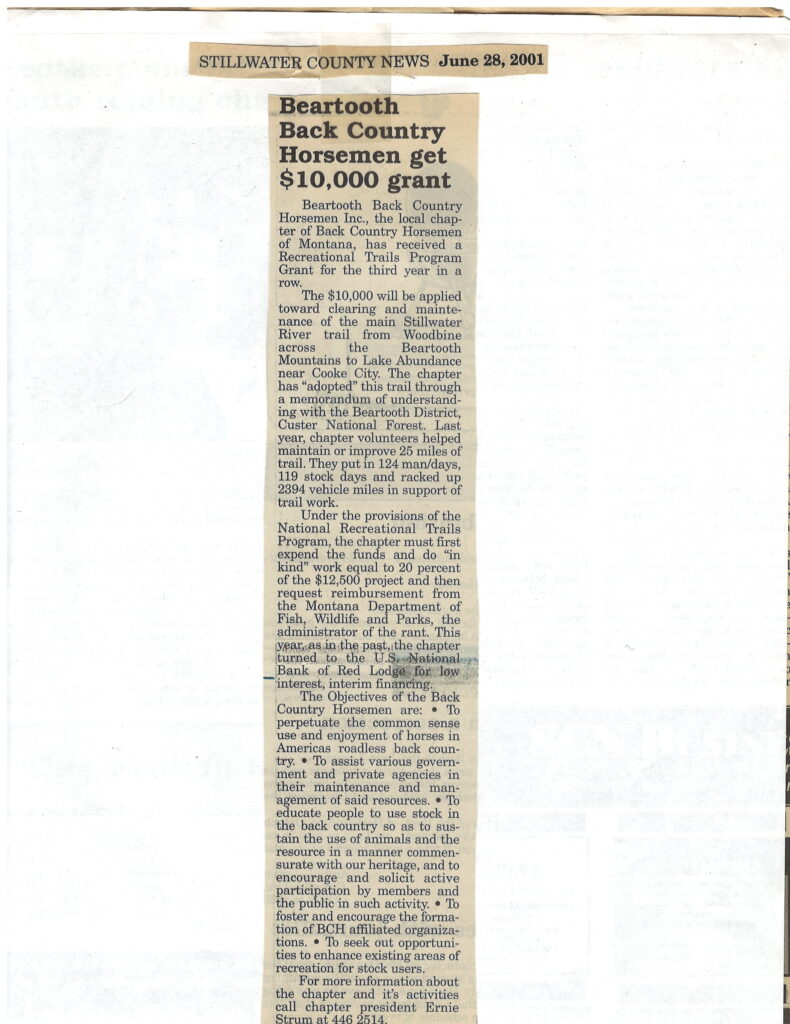 STILLWATER COUNTY NEWS June 28, 2001
Beartooth
Back Country
Horsemen get
$10,000 grant
Beartooth Back Country
Horsemen Inc., the local chap-
ter of Back Country Horsemen
of Montana, has received a
Recreational Trails Program
Grant for the third year in a
row.
The $10,000 will be applied
toward clearing and mainte-
nance of the main Stillwater
River trail from Woodbine
across the Beartooth
Mountains to Lake Abundance
near Cooke City. The chapter
has “adopted” this trail through
a memorandum of understand-
ing with the Beartooth District,
Custer National Forest. Last
year, chapter volunteers helped
maintain or improve 25 miles of
trail. They put in 124 man/days,
119 stock days and racked up
2394 vehicle miles in support of
trail work.
Under the provisions of the
National Recreational Trails
Program, the chapter must first
expend the funds and do “in
kind” work equal to 20 percent
of the $12,500 project and then
request reimbursement from
the Montana Department of
Fish, Wildlife and Parks, the
administrator of the rant. This
year, as in the past, the chapter
turned to the U.S. National
Bank of Red Lodge for low
interest, interim financing.
The Objectives of the Back
Country Horsemen are: • To
perpetuate the common sense
use and enjoyment of horses in
Americas roadless back coun-
try. • To assist various govern-
ment and private agencies in
their maintenance and man-
agement of said resources. • To
educate people to use stock in
the back country so as to sus-
tain the use of animals and the
resource in a manner commen-
surate with our heritage, and to
encourage and solicit active
participation by members and
the public in such activity. • To
foster and encourage the forma-
tion of BCH affiliated organiza-
tions. • To seek out opportuni-
ties to enhance existing areas of
recreation for stock users.
For more information about
the chapter and it's activities
call chapter president Ernie
Strum at 446 2514.